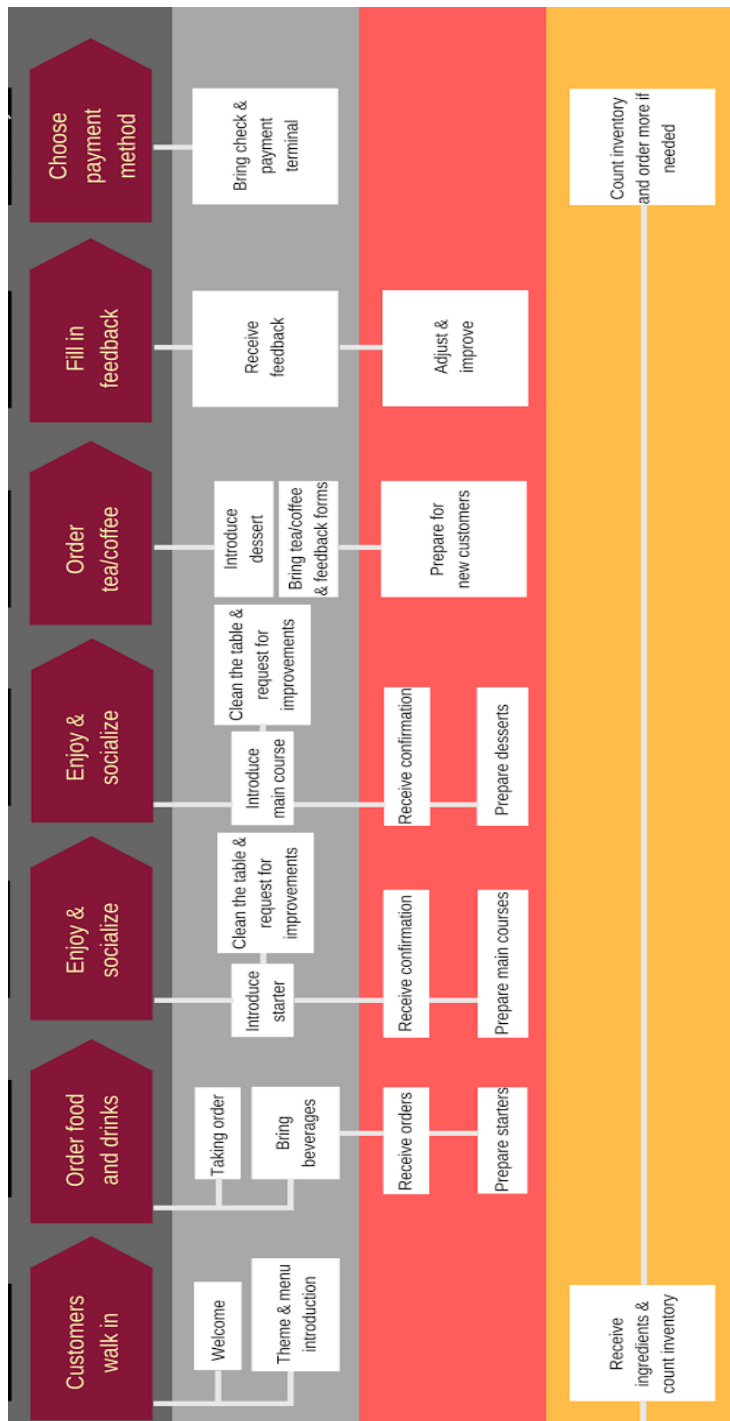 Customers
walk in
Order food
and drinks
Enjoy &
socialize
Enjoy &
socialize
Order
tea/coffee
Fill in
feedback
Choose
payment
method
Welcome
Theme & menu
introduction
Taking order
Bring
beverages
Introduce
starter
Clean the table &
request for
improvements
Introduce
main course
Clean the table &
request for
improvements
Introduce
dessert
Bring tea/coffee
& feedback forms
Receive
feedback
Bring check &
payment
terminal
Receive orders
Prepare starters
Receive confirmation
Prepare main courses
Receive confirmation
Prepare desserts
Prepare for
new customers
Adjust &
improve
Receive
ingredients &
count inventory
Count inventory
and order more if
needed